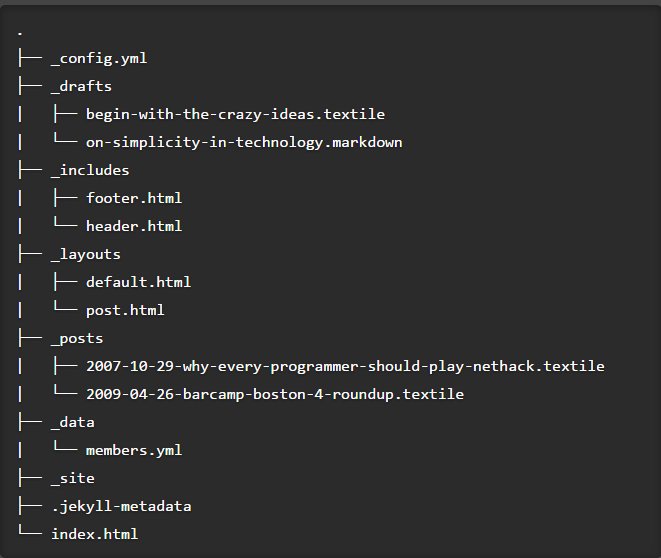 .
├── _config.yml
├── _drafts
|   ├── begin-with-the-crazy-ideas.textile
|   └── on-simplicity-in-technology.markdown
├── _includes
|   ├── footer.html
|   └── header.html
├── _layouts
|   ├── default.html
|   └── post.html
├── _posts
|   ├── 2007-10-29-why-every-programmer-should-play-nethack.textile
|   └── 2009-04-26-barcamp-boston-4-roundup.textile
├── _data
|   └── members.yml
├── _site
├── .jekyll-metadata
└── index.html